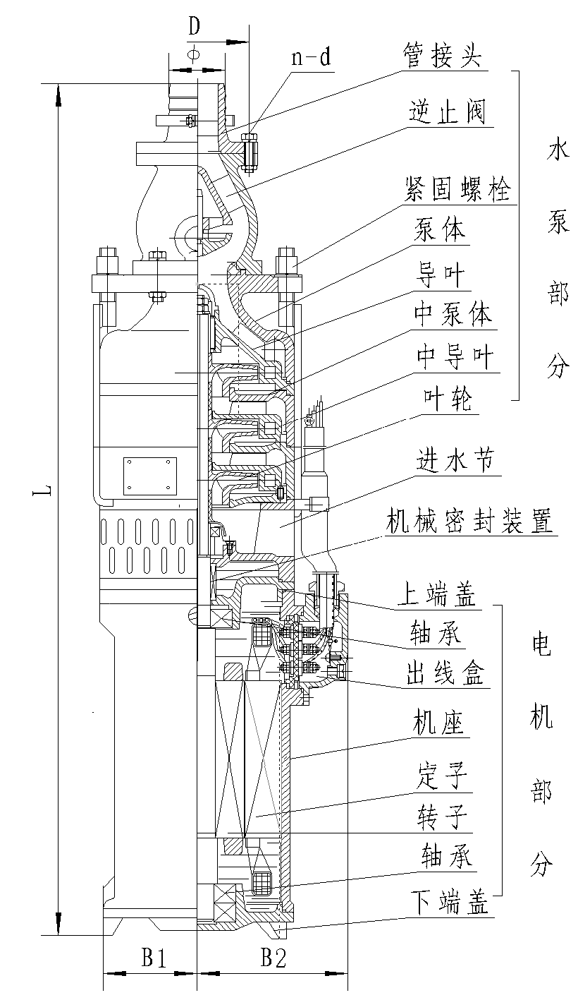 D
n-d
φ
管接头
逆止阀
紧固螺栓
泵体
导叶
中泵体
中导叶
叶轮
进水节
机械密封装置
水泵部分
L
上端盖
轴承
出线盒
机座
定子
转子
轴承
下端盖
电机部分
B1
B2